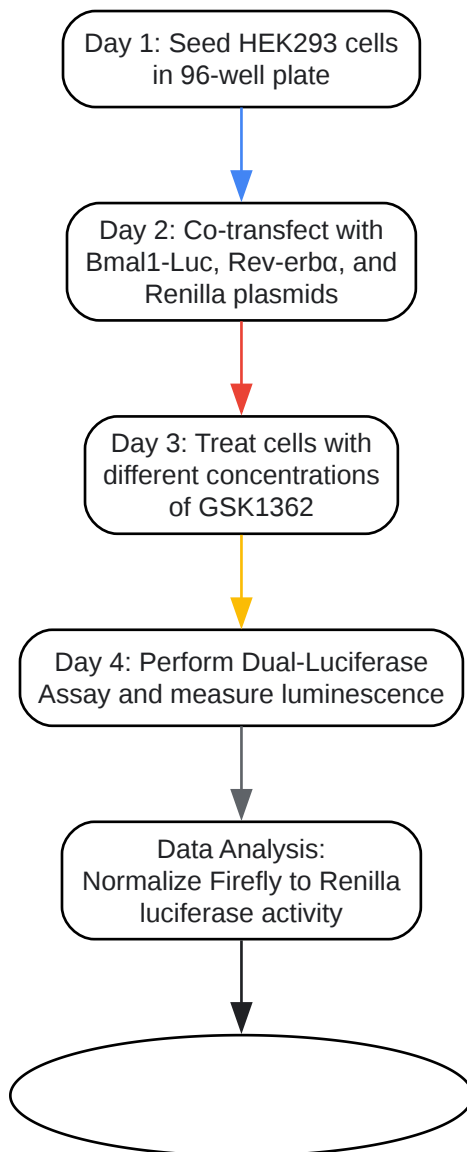 Day 1: Seed HEK293 cells
in 96-well plate
Day 2: Co-transfect with
Bmal1-Luc, Rev-erbα, and
Renilla plasmids
Day 3: Treat cells with
different concentrations
of GSK1362
Day 4: Perform Dual-Luciferase
Assay and measure luminescence
Data Analysis:
Normalize Firefly to Renilla
luciferase activity